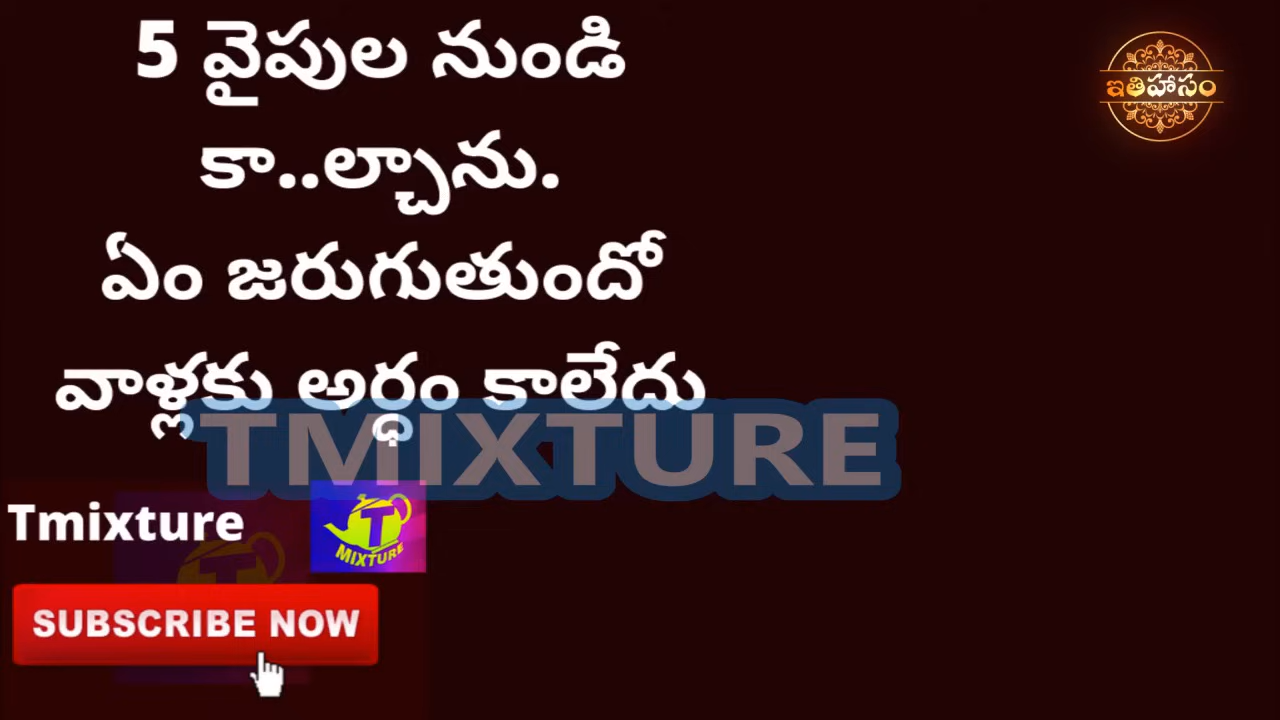 5 వైపుల నుండి
ఇతిహాసం
కా..ల్చాను.
ఏం జరుగుతుందో
వాళ్లకు అర్ధం కాలేదు
TMIXTURE
Tmixture
T
MIXTURE
SUBSCRIBE NOW